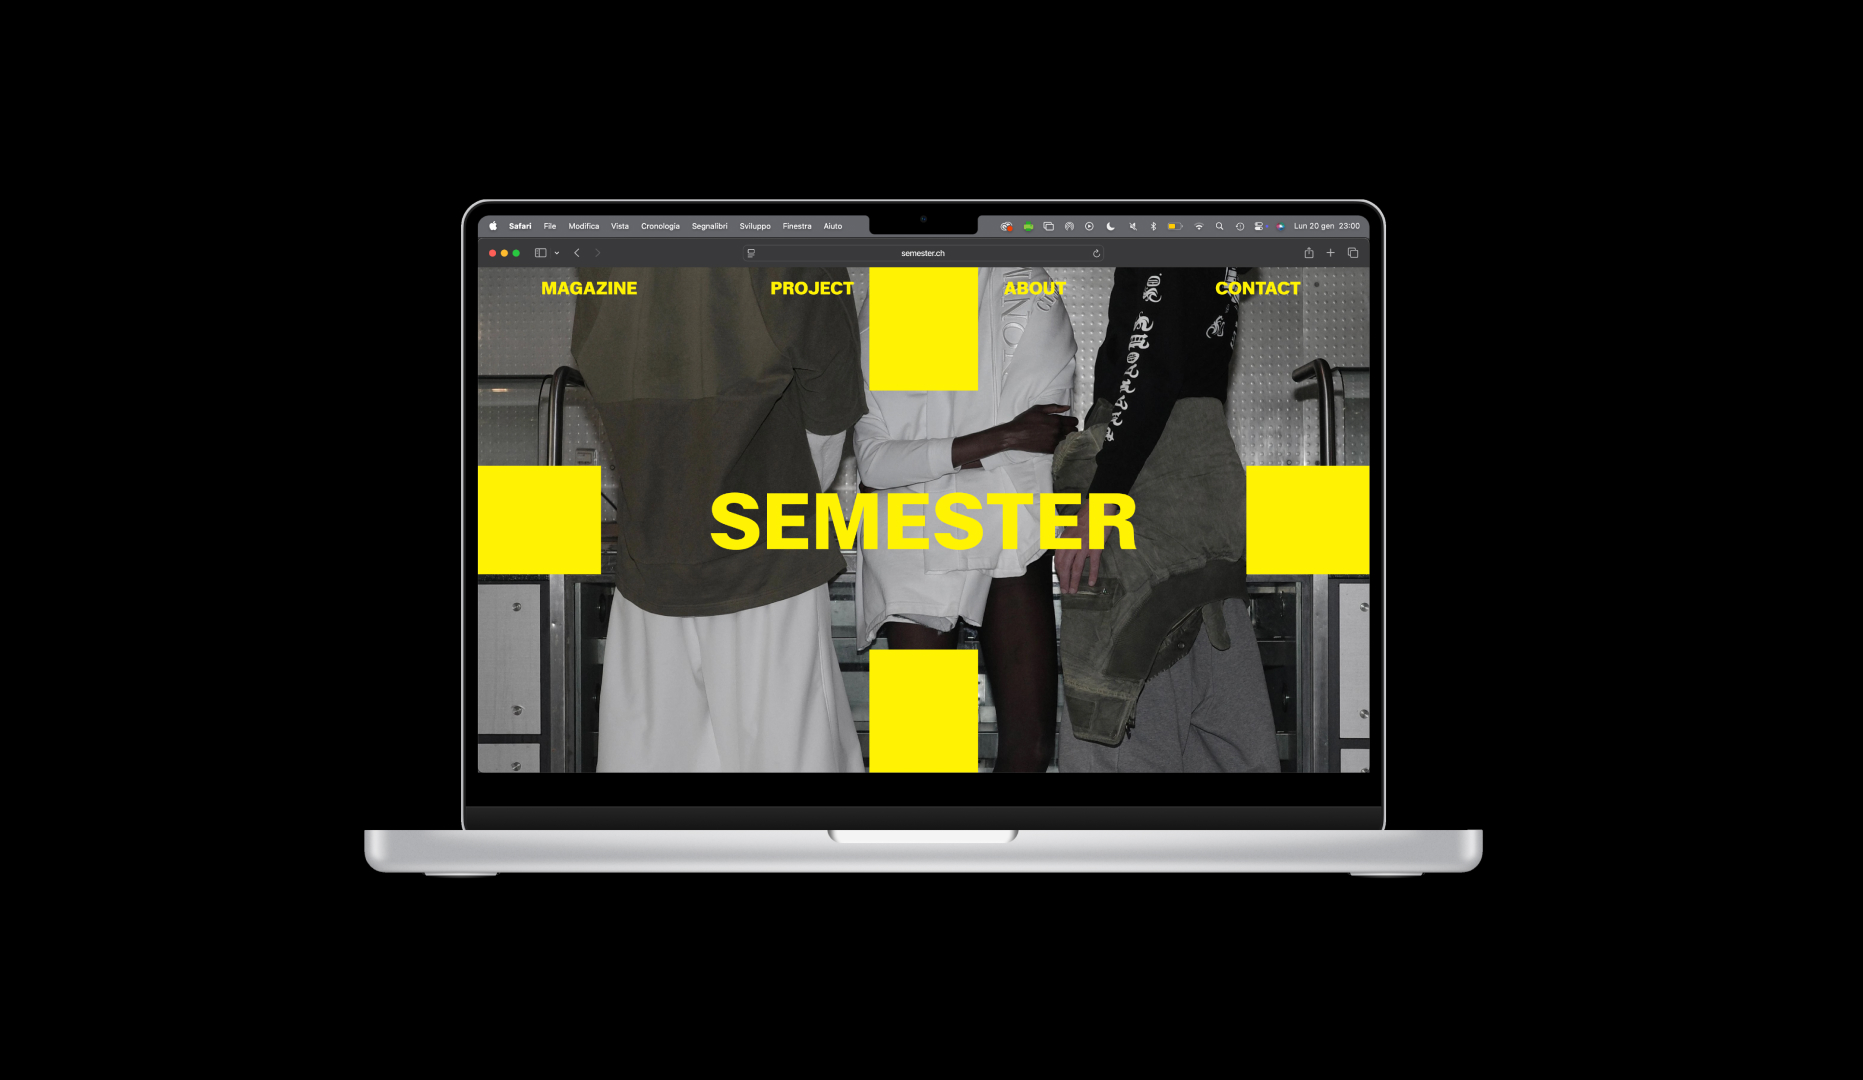 Safari File Modifica Vista Cronologia Segnalibri Sviluppo Finestra Aiuto Lun 20 gen 23:00
semester.ch
MAGAZINE PROJECT ABOUT CONTACT
SEMESTER